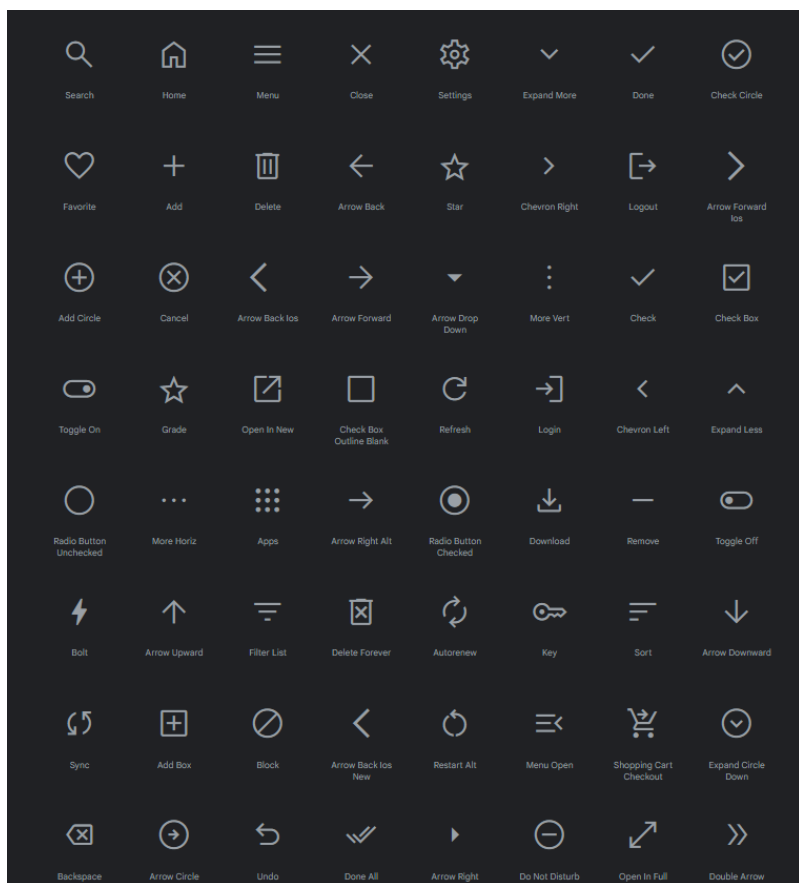 Search
Home
Menu
Close
Settings
Expand More
Done
Check Circle
Favorite
Add
Delete
Arrow Back
Star
Chevron Right
Logout
Arrow Forward
Ios
Add Circle
Cancel
Arrow Back Ios
Arrow Forward
Arrow Drop
Down
More Vert
Check
Check Box
Toggle On
Grade
Open In New
Check Box
Outline Blank
Refresh
Login
Chevron Left
Expand Less
Radio Button
Unchecked
More Horiz
Apps
Arrow Right Alt
Radio Button
Checked
Download
Remove
Toggle Off
Bolt
Arrow Upward
Filter List
Delete Forever
Autorenew
Key
Sort
Arrow Downward
Sync
Add Box
Block
Arrow Back Ios
New
Restart Alt
Menu Open
Shopping Cart
Checkout
Expand Circle
Down
Backspace
Arrow Circle
Undo
Done All
Arrow Right
Do Not Disturb
Open In Full
Double Arrow